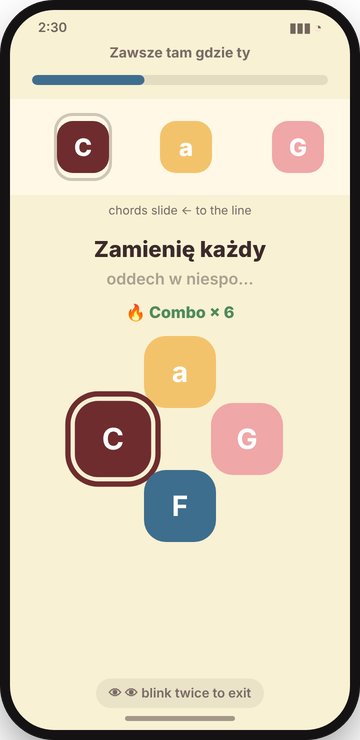 2:30
Zawsze tam gdzie ty
C a G
chords slide ← to the line
Zamienię każdy
oddech w niespo...
🔥 Combo × 6
a
C G
F
👁 👁 blink twice to exit